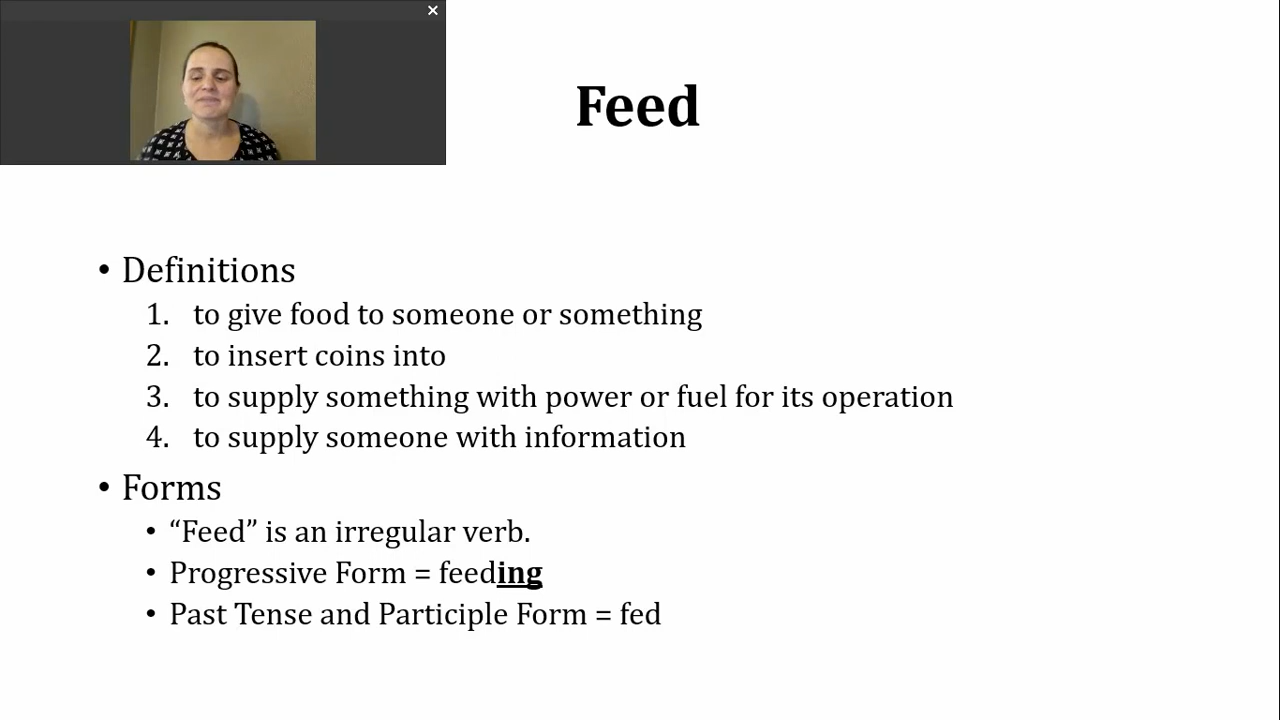 Feed
• Definitions
1. to give food to someone or something
2. to insert coins into
3. to supply something with power or fuel for its operation
4. to supply someone with information
• Forms
• “Feed” is an irregular verb.
• Progressive Form = feeding
• Past Tense and Participle Form = fed